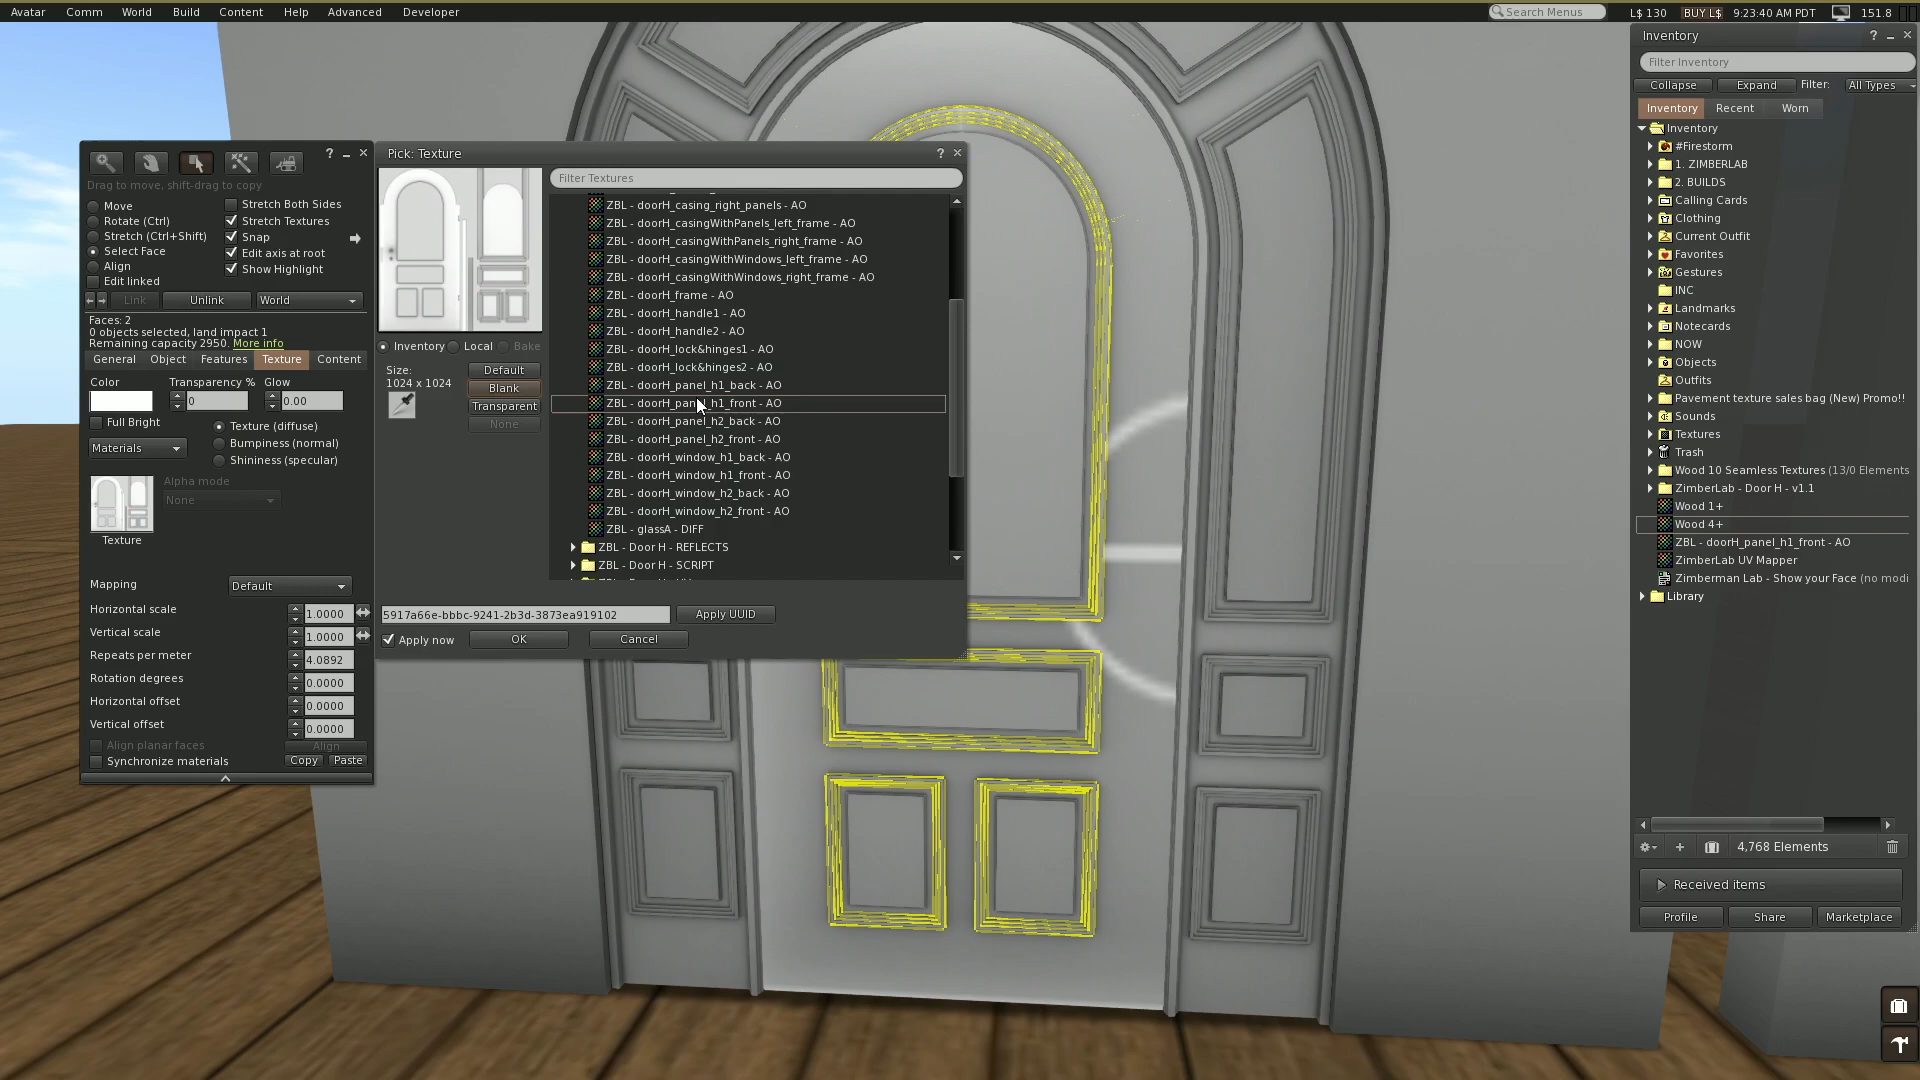 Avatar Comm World Build Content Help Advanced Developer
Search Menus
L$ 130 BUY L$ 9:23:40 AM PDT 151.8
? _ ×
Drag to move, shift-drag to copy
Move
Rotate (Ctrl)
Stretch (Ctrl+Shift)
Select Face
Align
Edit linked
Stretch Both Sides
Stretch Textures
Snap
Edit axis at root
Show Highlight
Link Unlink World
Faces: 2
0 objects selected, land impact 1
Remaining capacity 2950. More info
General Object Features Texture Content
Color Transparency % Glow
0 0.00
Full Bright
Materials
Texture (diffuse)
Bumpiness (normal)
Shininess (specular)
Alpha mode
None
Texture
Mapping Default
Horizontal scale 1.0000
Vertical scale 1.0000
Repeats per meter 4.0892
Rotation degrees 0.0000
Horizontal offset 0.0000
Vertical offset 0.0000
Align planar faces Align
Synchronize materials Copy Paste
Pick: Texture ? ×
Filter Textures
Inventory Local Bake
Size:
1024 x 1024
Default
Blank
Transparent
None
ZBL - doorH_casing_right_panels - AO
ZBL - doorH_casingWithPanels_left_frame - AO
ZBL - doorH_casingWithPanels_right_frame - AO
ZBL - doorH_casingWithWindows_left_frame - AO
ZBL - doorH_casingWithWindows_right_frame - AO
ZBL - doorH_frame - AO
ZBL - doorH_handle1 - AO
ZBL - doorH_handle2 - AO
ZBL - doorH_lock&hinges1 - AO
ZBL - doorH_lock&hinges2 - AO
ZBL - doorH_panel_h1_back - AO
ZBL - doorH_panel_h1_front - AO
ZBL - doorH_panel_h2_back - AO
ZBL - doorH_panel_h2_front - AO
ZBL - doorH_window_h1_back - AO
ZBL - doorH_window_h1_front - AO
ZBL - doorH_window_h2_back - AO
ZBL - doorH_window_h2_front - AO
ZBL - glassA - DIFF
ZBL - Door H - REFLECTS
ZBL - Door H - SCRIPT
5917a66e-bbbc-9241-2b3d-3873ea919102 Apply UUID
Apply now OK Cancel
Inventory ? _ ×
Filter Inventory
Collapse Expand Filter: All Types
Inventory Recent Worn
Inventory
#Firestorm
1. ZIMBERLAB
2. BUILDS
Calling Cards
Clothing
Current Outfit
Favorites
Gestures
INC
Landmarks
Notecards
NOW
Objects
Outfits
Pavement texture sales bag (New) Promo!!
Sounds
Textures
Trash
Wood 10 Seamless Textures (13/0 Elements
ZimberLab - Door H - v1.1
Wood 1+
Wood 4+
ZBL - doorH_panel_h1_front - AO
ZimberLab UV Mapper
Zimberman Lab - Show your Face (no modi
Library
+ 4,768 Elements
Received items
Profile Share Marketplace